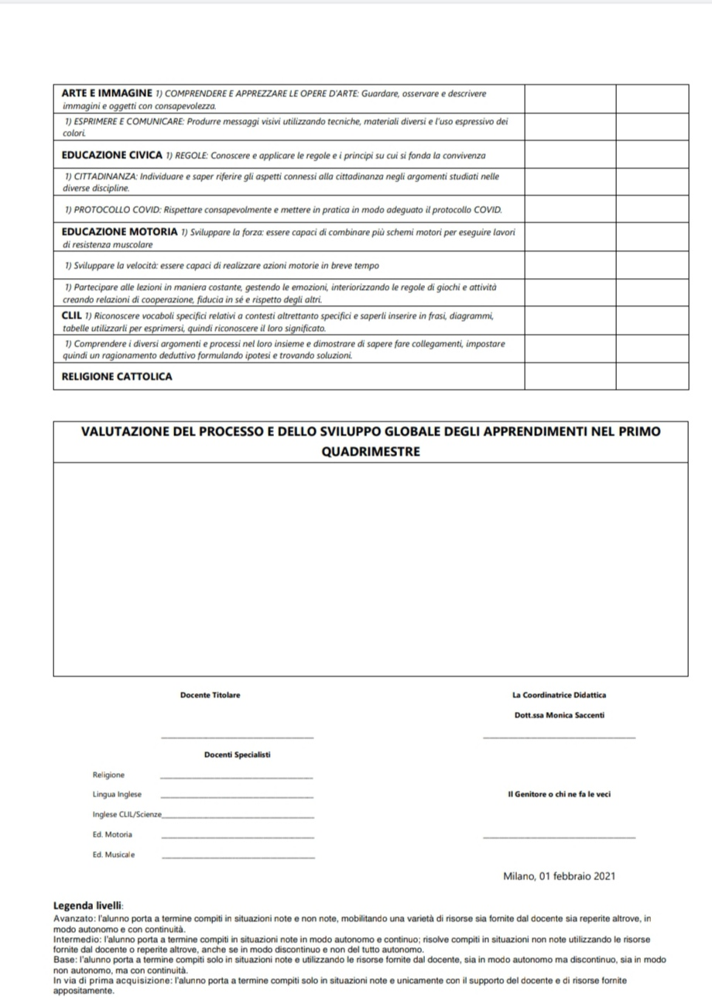 ARTE E IMMAGINE 1) COMPRENDERE E APPREZZARE LE OPERE D'ARTE: Guardare, osservare e descrivere
immagini e oggetti con consapevolezza.
1) ESPRIMERE E COMUNICARE: Produrre messaggi visivi utilizzando tecniche, materiali diversi e l'uso espressivo dei
colori.
EDUCAZIONE CIVICA 1) REGOLE: Conoscere e applicare le regole e i principi su cui si fonda la convivenza
1) CITTADINANZA: Individuare e saper riferire gli aspetti connessi alla cittadinanza negli argomenti studiati nelle
diverse discipline.
1) PROTOCOLLO COVID: Rispettare consapevolmente e mettere in pratica in modo adeguato il protocollo COVID.
EDUCAZIONE MOTORIA 1) Sviluppare la forza: essere capaci di combinare più schemi motori per eseguire lavori
di resistenza muscolare
1) Sviluppare la velocità: essere capaci di realizzare azioni motorie in breve tempo
1) Partecipare alle lezioni in maniera costante, gestendo le emozioni, interiorizzando le regole di giochi e attività
creando relazioni di cooperazione, fiducia in sé e rispetto degli altri.
CLIL 1) Riconoscere vocaboli specifici relativi a contesti altrettanto specifici e saperli inserire in frasi, diagrammi,
tabelle utilizzarli per esprimersi, quindi riconoscere il loro significato.
1) Comprendere i diversi argomenti e processi nel loro insieme e dimostrare di sapere fare collegamenti, impostare
quindi un ragionamento deduttivo formulando ipotesi e trovando soluzioni.
RELIGIONE CATTOLICA
VALUTAZIONE DEL PROCESSO E DELLO SVILUPPO GLOBALE DEGLI APPRENDIMENTI NEL PRIMO
QUADRIMESTRE
Docente Titolare
La Coordinatrice Didattica
Dott.ssa Monica Saccenti
Docenti Specialisti
Religione
Lingua Inglese
Il Genitore o chi ne fa le veci
Inglese CLIL/Scienze
Ed. Motoria
Ed. Musicale
Milano, 01 febbraio 2021
Legenda livelli:
Avanzato: l'alunno porta a termine compiti in situazioni note e non note, mobilitando una varietà di risorse sia fornite dal docente sia reperite altrove, in
modo autonomo e con continuità.
Intermedio: l'alunno porta a termine compiti in situazioni note in modo autonomo e continuo; risolve compiti in situazioni non note utilizzando le risorse
fornite dal docente o reperite altrove, anche se in modo discontinuo e non del tutto autonomo.
Base: l'alunno porta a termine compiti solo in situazioni note e utilizzando le risorse fornite dal docente, sia in modo autonomo ma discontinuo, sia in modo
non autonomo, ma con continuità.
In via di prima acquisizione: l'alunno porta a termine compiti solo in situazioni note e unicamente con il supporto del docente e di risorse fornite
appositamente.